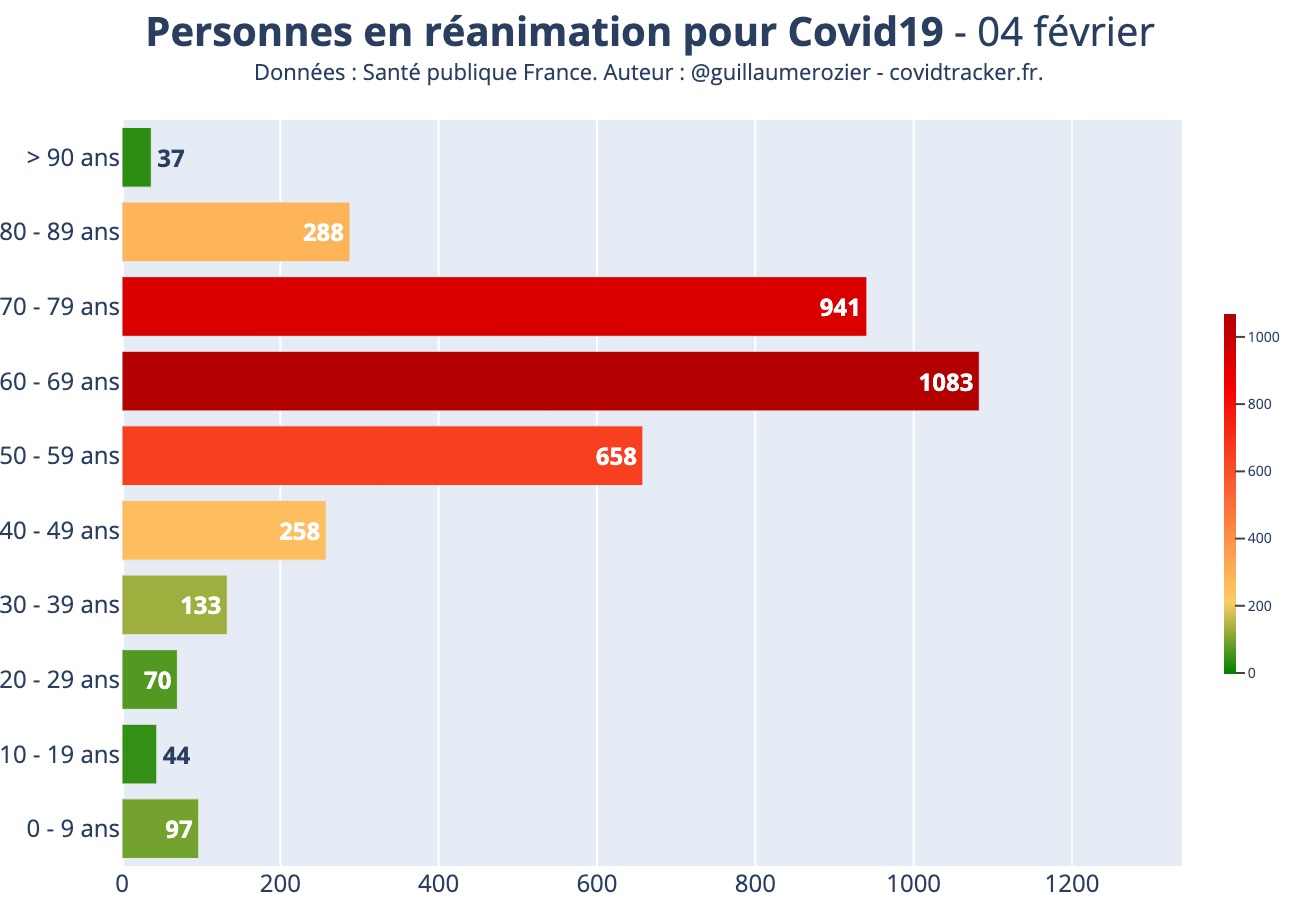 Personnes en réanimation pour Covid19 - 04 février
Données : Santé publique France. Auteur : @guillaumerozier - covidtracker.fr.
> 90 ans 37
80 - 89 ans 288
70 - 79 ans 941
60 - 69 ans 1083
50 - 59 ans 658
40 - 49 ans 258
30 - 39 ans 133
20 - 29 ans 70
10 - 19 ans 44
0 - 9 ans 97
0 200 400 600 800 1000 1200
1000
800
600
400
200
0